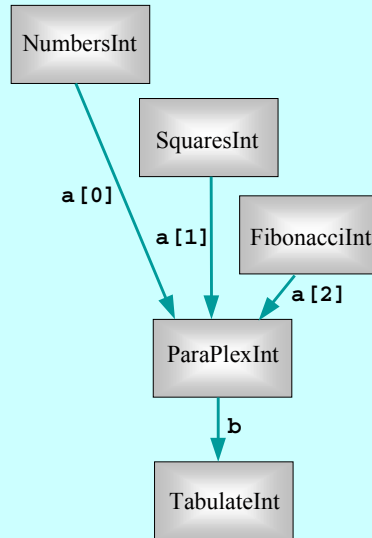 NumbersInt
SquaresInt
a[0]
a[1]
FibonacciInt
a[2]
ParaPlexInt
b
TabulateInt